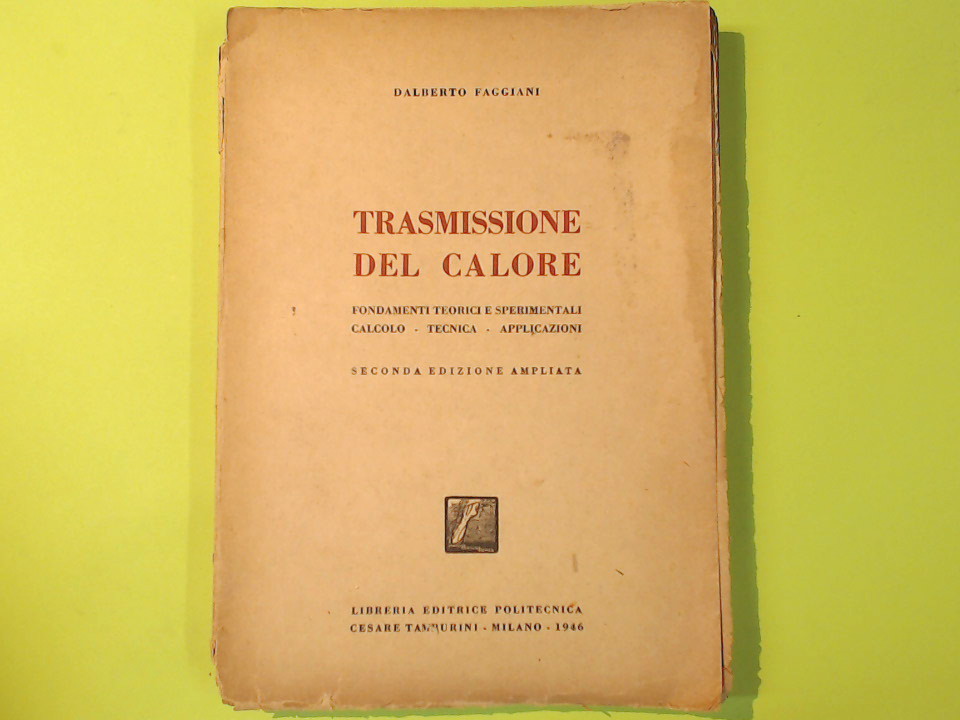 DALBERTO FAGGIANI
TRASMISSIONE
DEL CALORE
FONDAMENTI TEORICI E SPERIMENTALI
CALCOLO - TECNICA - APPLICAZIONI
SECONDA EDIZIONE AMPLIATA
LIBRERIA EDITRICE POLITECNICA
CESARE TAMBURINI - MILANO - 1946